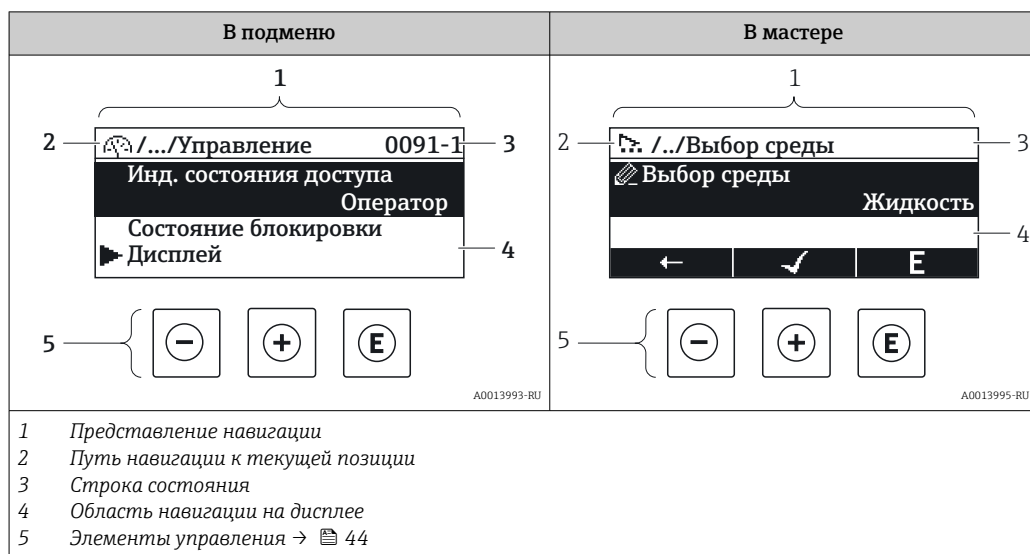 В подменю
В мастере
1
2
/.../Управление 0091-1
3
Инд. состояния доступа
Оператор
Состояние блокировки
Дисплей
4
5
- + E
A0013993-RU
1
2
/../Выбор среды
3
Выбор среды
Жидкость
4
← ✓ E
5
- + E
A0013995-RU
1 Представление навигации
2 Путь навигации к текущей позиции
3 Строка состояния
4 Область навигации на дисплее
5 Элементы управления → 44